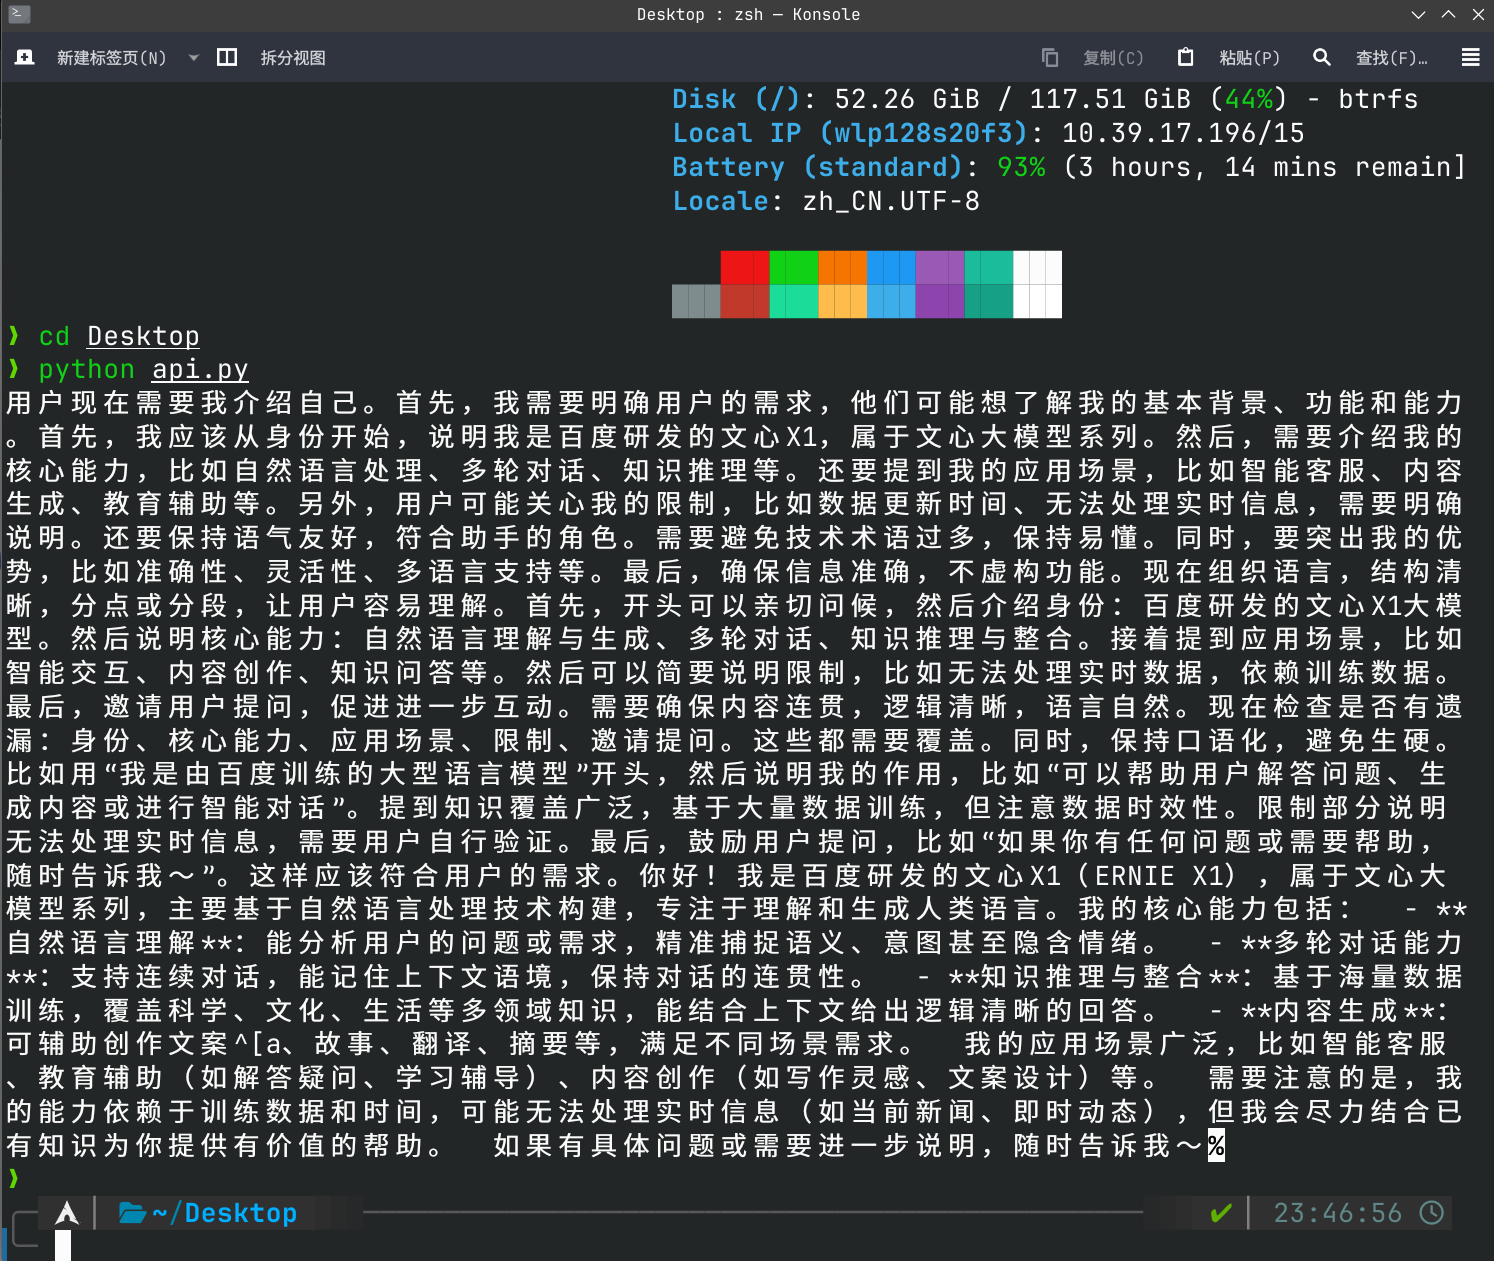 Desktop : zsh — Konsole
新建标签页(N) 拆分视图 复制(C) 粘贴(P) 查找(F)…
Disk (/): 52.26 GiB / 117.51 GiB (44%) - btrfs
Local IP (wlp128s20f3): 10.39.17.196/15
Battery (standard): 93% (3 hours, 14 mins remain]
Locale: zh_CN.UTF-8
❯ cd Desktop
❯ python api.py
用户现在需要我介绍自己。首先，我需要明确用户的需求，他们可能想了解我的基本背景、功能和能力
。首先，我应该从身份开始，说明我是百度研发的文心X1，属于文心大模型系列。然后，需要介绍我的
核心能力，比如自然语言处理、多轮对话、知识推理等。还要提到我的应用场景，比如智能客服、内容
生成、教育辅助等。另外，用户可能关心我的限制，比如数据更新时间、无法处理实时信息，需要明确
说明。还要保持语气友好，符合助手的角色。需要避免技术术语过多，保持易懂。同时，要突出我的优
势，比如准确性、灵活性、多语言支持等。最后，确保信息准确，不虚构功能。现在组织语言，结构清
晰，分点或分段，让用户容易理解。首先，开头可以亲切问候，然后介绍身份：百度研发的文心X1大模
型。然后说明核心能力：自然语言理解与生成、多轮对话、知识推理与整合。接着提到应用场景，比如
智能交互、内容创作、知识问答等。然后可以简要说明限制，比如无法处理实时数据，依赖训练数据。
最后，邀请用户提问，促进进一步互动。需要确保内容连贯，逻辑清晰，语言自然。现在检查是否有遗
漏：身份、核心能力、应用场景、限制、邀请提问。这些都需要覆盖。同时，保持口语化，避免生硬。
比如用“我是由百度训练的大型语言模型”开头，然后说明我的作用，比如“可以帮助用户解答问题、生
成内容或进行智能对话”。提到知识覆盖广泛，基于大量数据训练，但注意数据时效性。限制部分说明
无法处理实时信息，需要用户自行验证。最后，鼓励用户提问，比如“如果你有任何问题或需要帮助，
随时告诉我～”。这样应该符合用户的需求。你好！我是百度研发的文心X1（ERNIE X1），属于文心大
模型系列，主要基于自然语言处理技术构建，专注于理解和生成人类语言。我的核心能力包括：  - **
自然语言理解**：能分析用户的问题或需求，精准捕捉语义、意图甚至隐含情绪。  - **多轮对话能力
**：支持连续对话，能记住上下文语境，保持对话的连贯性。  - **知识推理与整合**：基于海量数据
训练，覆盖科学、文化、生活等多领域知识，能结合上下文给出逻辑清晰的回答。  - **内容生成**：
可辅助创作文案^[a、故事、翻译、摘要等，满足不同场景需求。  我的应用场景广泛，比如智能客服
、教育辅助（如解答疑问、学习辅导）、内容创作（如写作灵感、文案设计）等。  需要注意的是，我
的能力依赖于训练数据和时间，可能无法处理实时信息（如当前新闻、即时动态），但我会尽力结合已
有知识为你提供有价值的帮助。  如果有具体问题或需要进一步说明，随时告诉我～%
❯
~/Desktop ✔ 23:46:56